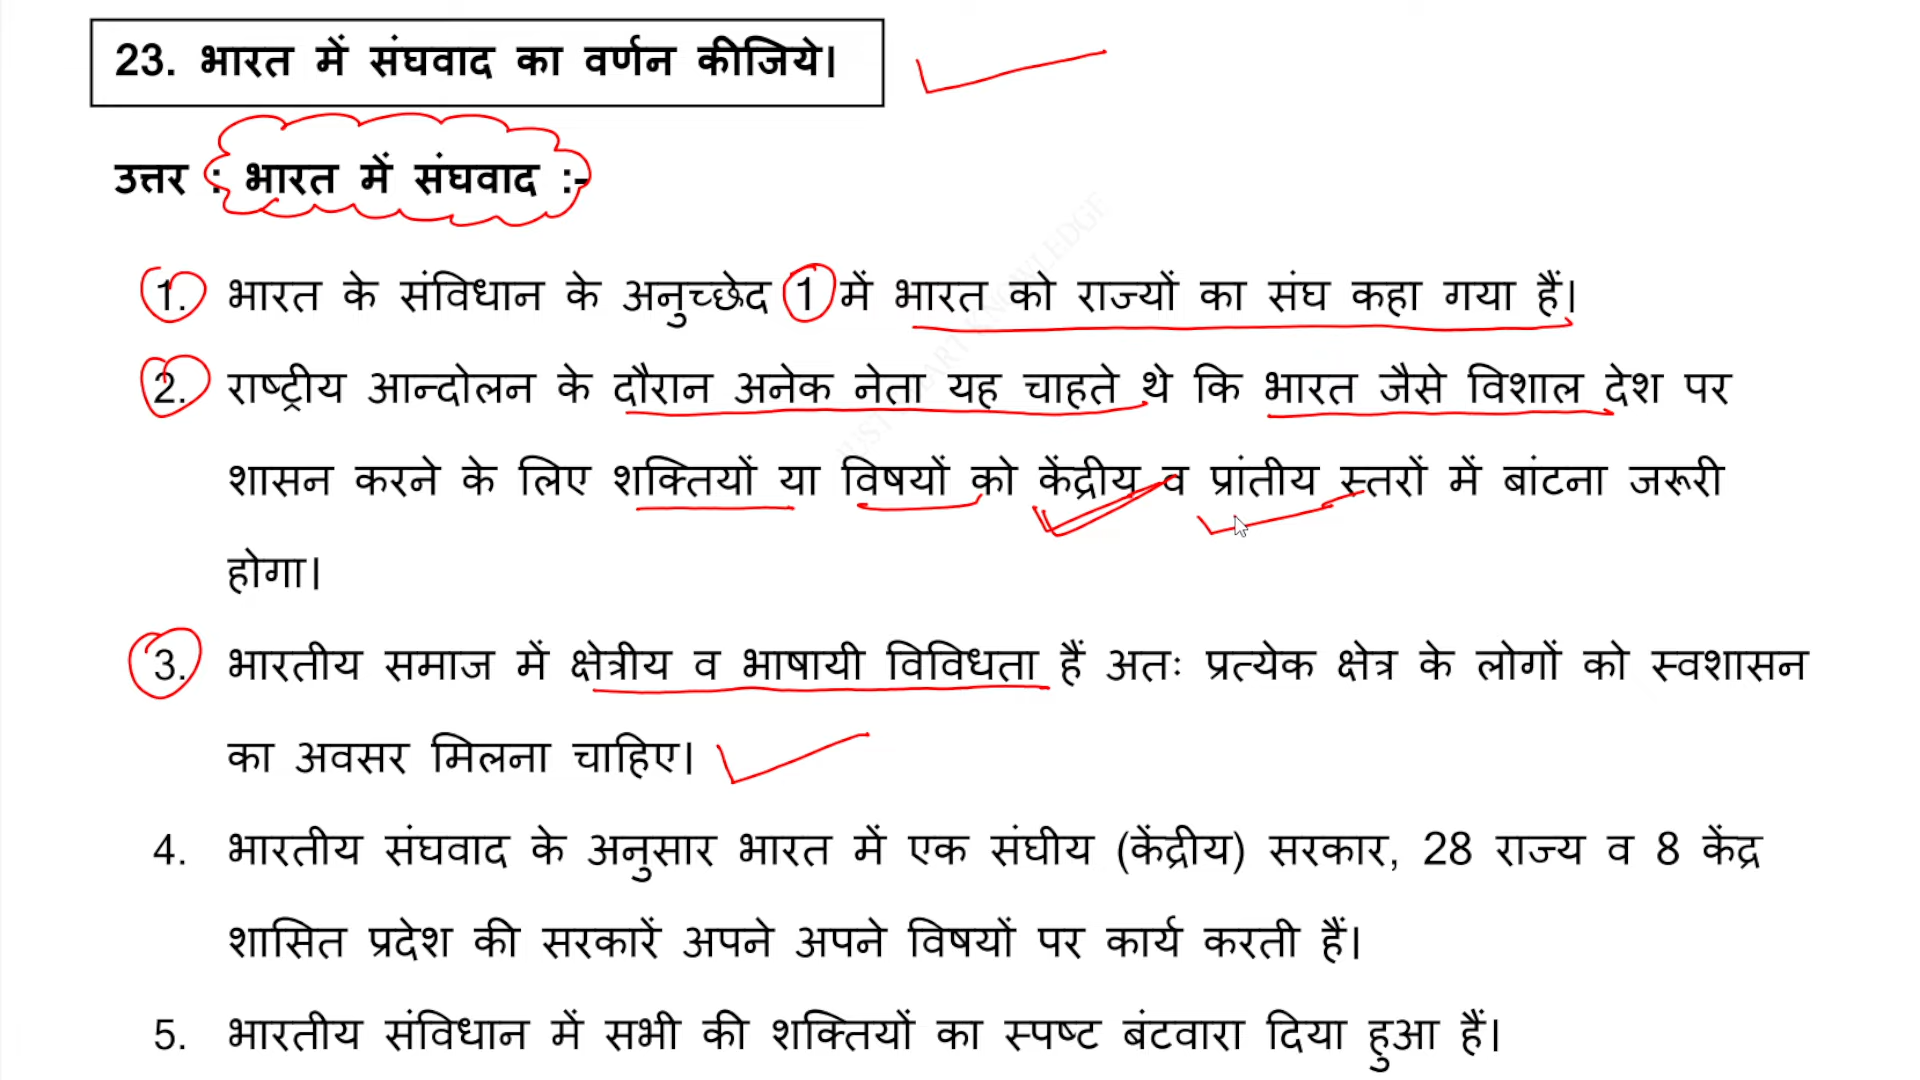 23. भारत में संघवाद का वर्णन कीजिये।
उत्तर : भारत में संघवाद :-
1. भारत के संविधान के अनुच्छेद 1 में भारत को राज्यों का संघ कहा गया हैं।
2. राष्ट्रीय आन्दोलन के दौरान अनेक नेता यह चाहते थे कि भारत जैसे विशाल देश पर
शासन करने के लिए शक्तियों या विषयों को केंद्रीय व प्रांतीय स्तरों में बांटना जरूरी
होगा।
3. भारतीय समाज में क्षेत्रीय व भाषायी विविधता हैं अतः प्रत्येक क्षेत्र के लोगों को स्वशासन
का अवसर मिलना चाहिए।
4. भारतीय संघवाद के अनुसार भारत में एक संघीय (केंद्रीय) सरकार, 28 राज्य व 8 केंद्र
शासित प्रदेश की सरकारें अपने अपने विषयों पर कार्य करती हैं।
5. भारतीय संविधान में सभी की शक्तियों का स्पष्ट बंटवारा दिया हुआ हैं।